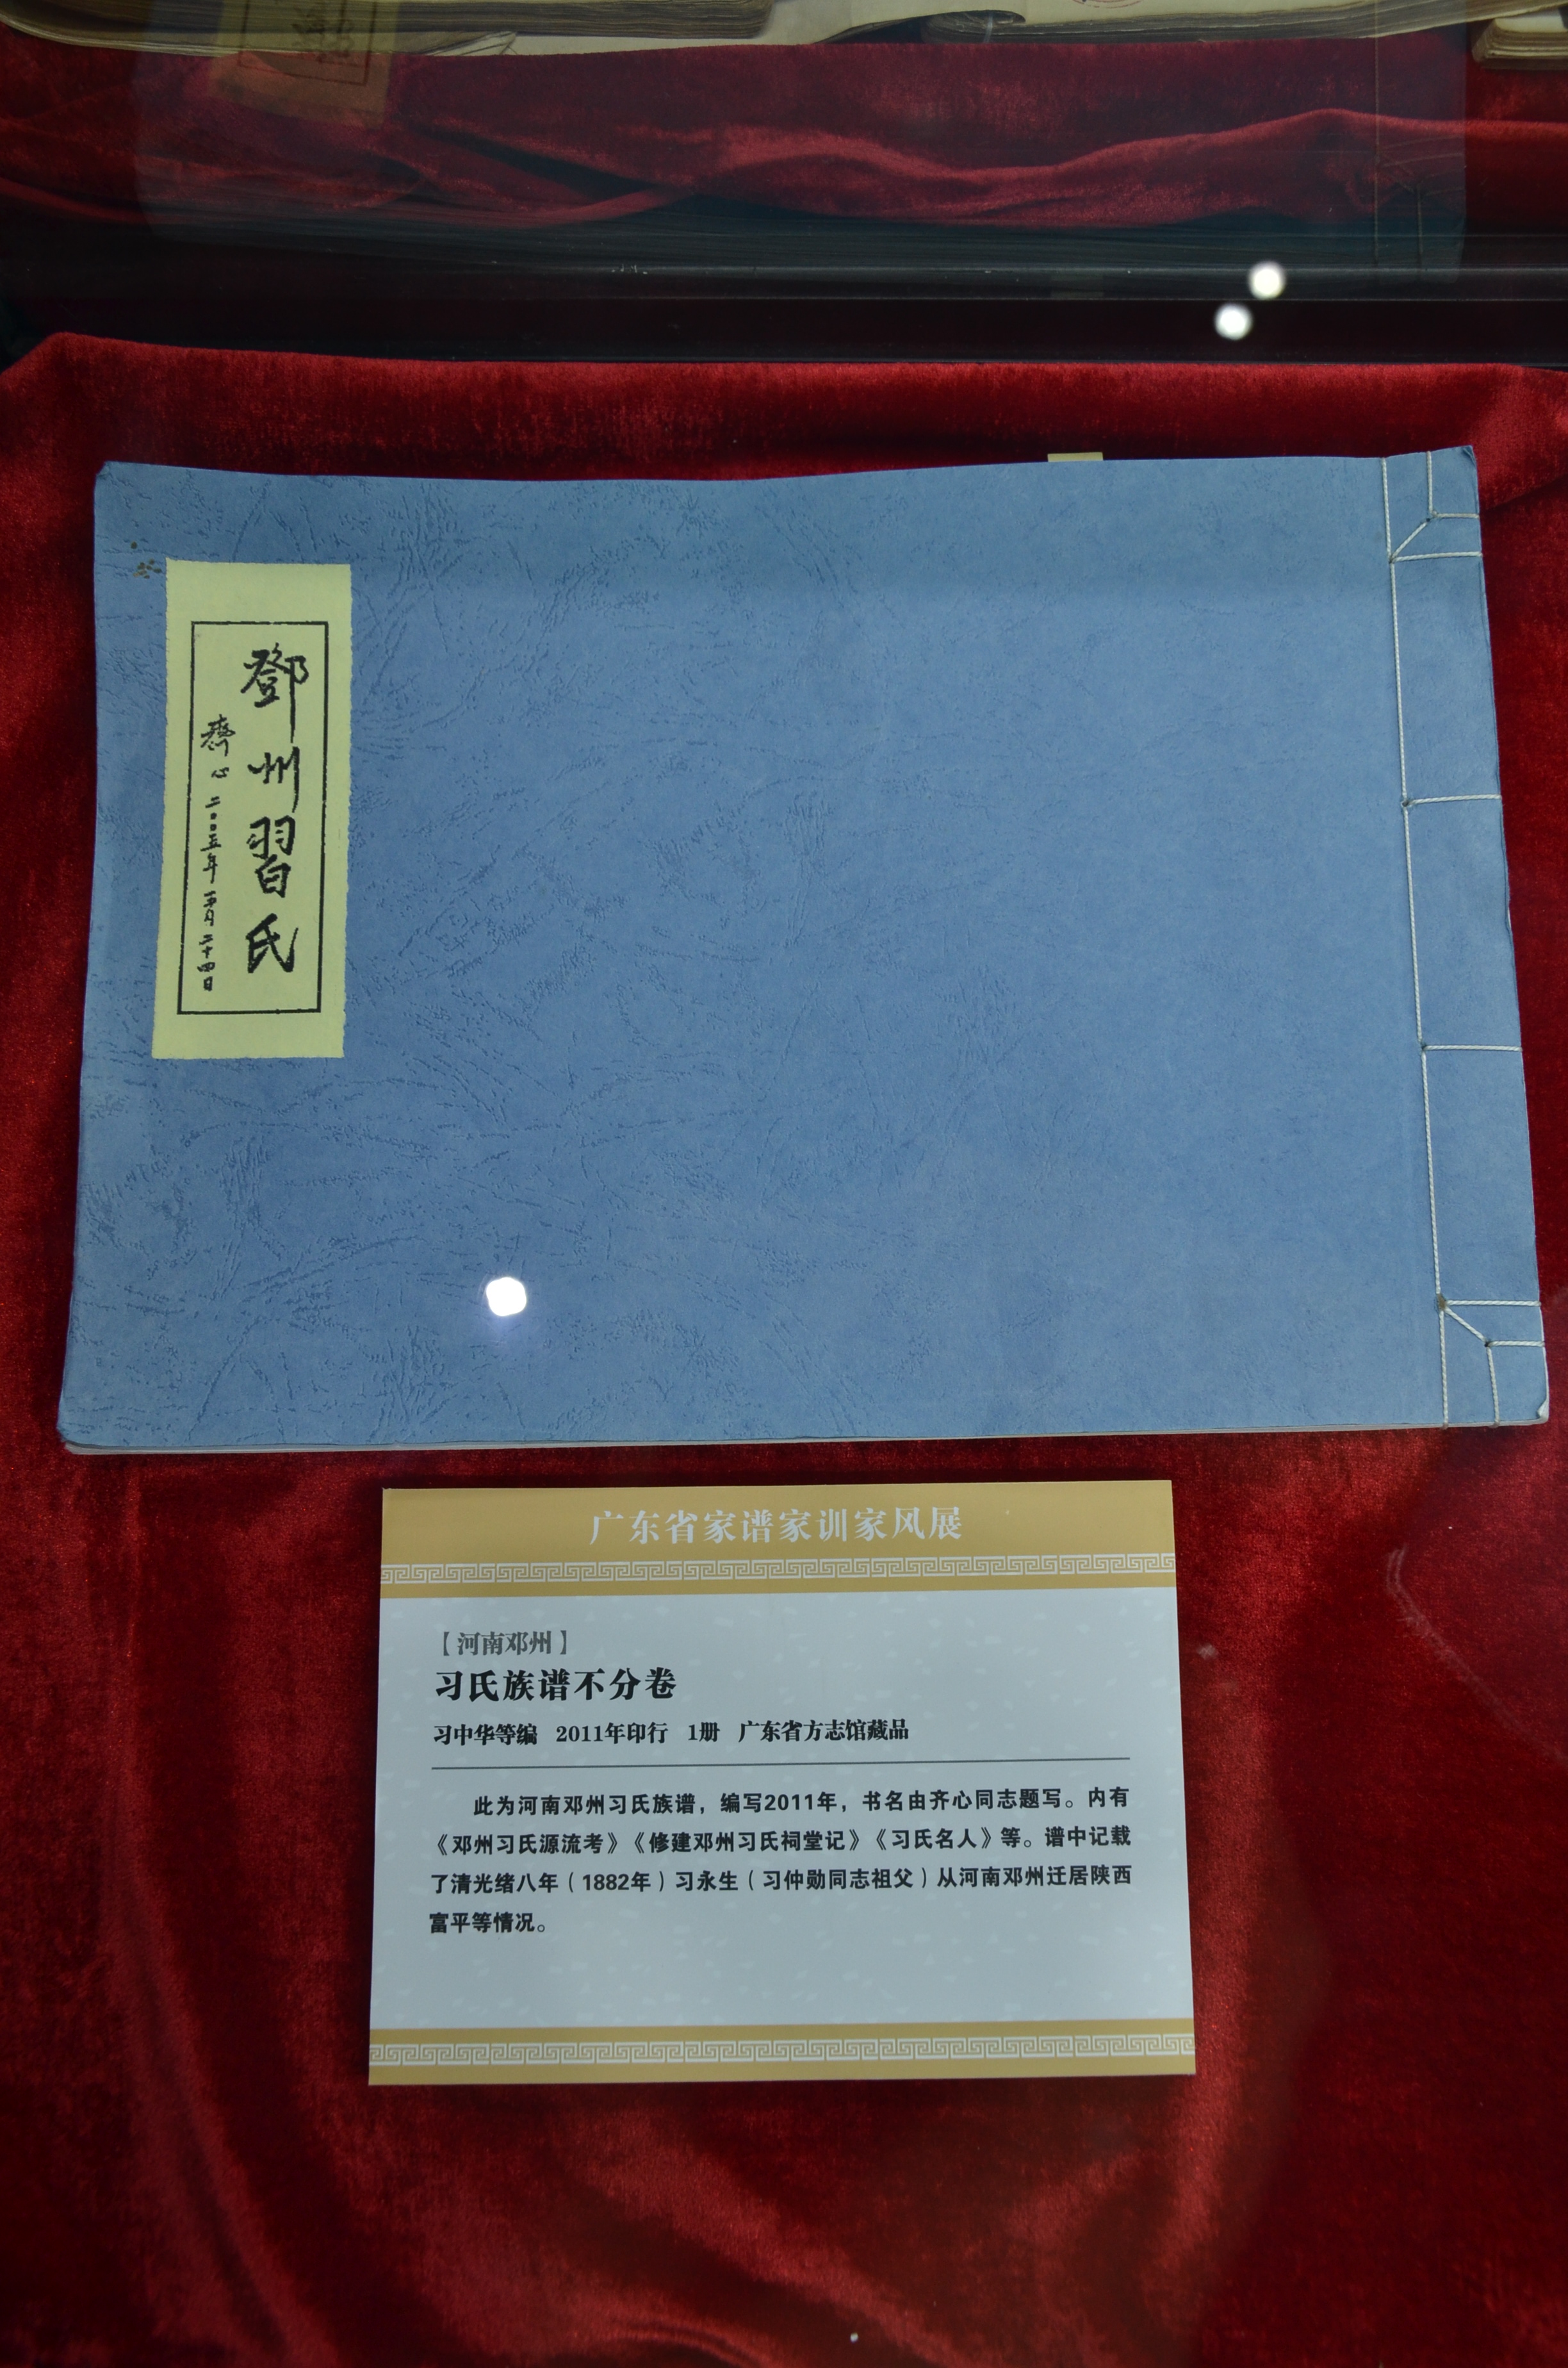 鄧州習氏
齊心 二〇〇五年 一月二十四日
广东省家谱家训家风展
【河南邓州】
习氏族谱不分卷
习中华等编 2011年印行 1册 广东省方志馆藏品
此为河南邓州习氏族谱，编写2011年，书名由齐心同志题写。内有
《邓州习氏源流考》《修建邓州习氏祠堂记》《习氏名人》等。谱中记载
了清光绪八年（1882年）习永生（习仲勋同志祖父）从河南邓州迁居陕西
富平等情况。